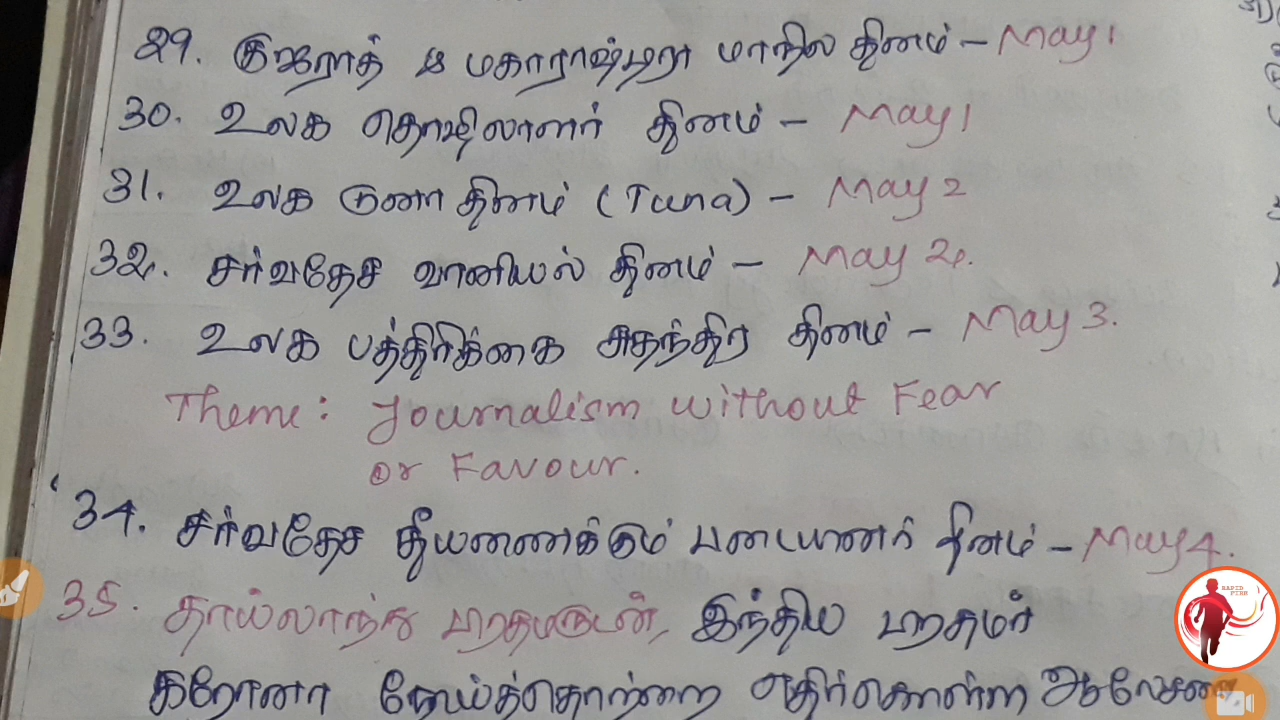 29. குஜராத் & மகாராஷ்டிரா மாநில தினம் - May 1
30. உலக தொழிலாளர் தினம் - May 1
31. உலக டுனா தினம் (Tuna) - May 2
32. சர்வதேச வானியல் தினம் - May 2.
33. உலக பத்திரிக்கை சுதந்திர தினம் - May 3.
Theme: Journalism without Fear
or Favour.
34. சர்வதேச தீயணைக்கும் படையினர் தினம் - May 4.
35. தாய்லாந்து பிரதமருடன், இந்திய பிரதமர்
கரோனா நோய்த்தொற்றை எதிர்கொள்ள ஆலோசனை
RAPID
FIRE